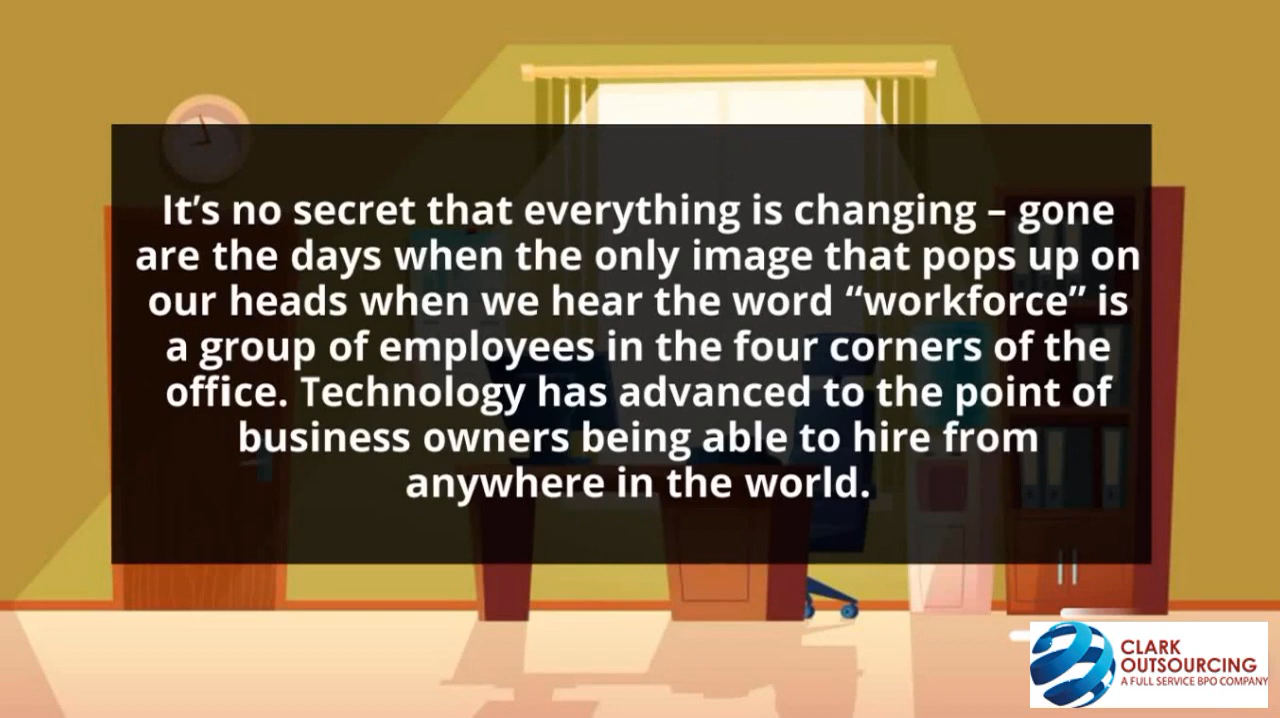 It’s no secret that everything is changing – gone
are the days when the only image that pops up on
our heads when we hear the word “workforce” is
a group of employees in the four corners of the
office. Technology has advanced to the point of
business owners being able to hire from
anywhere in the world.
CLARK
OUTSOURCING
A FULL SERVICE BPO COMPANY